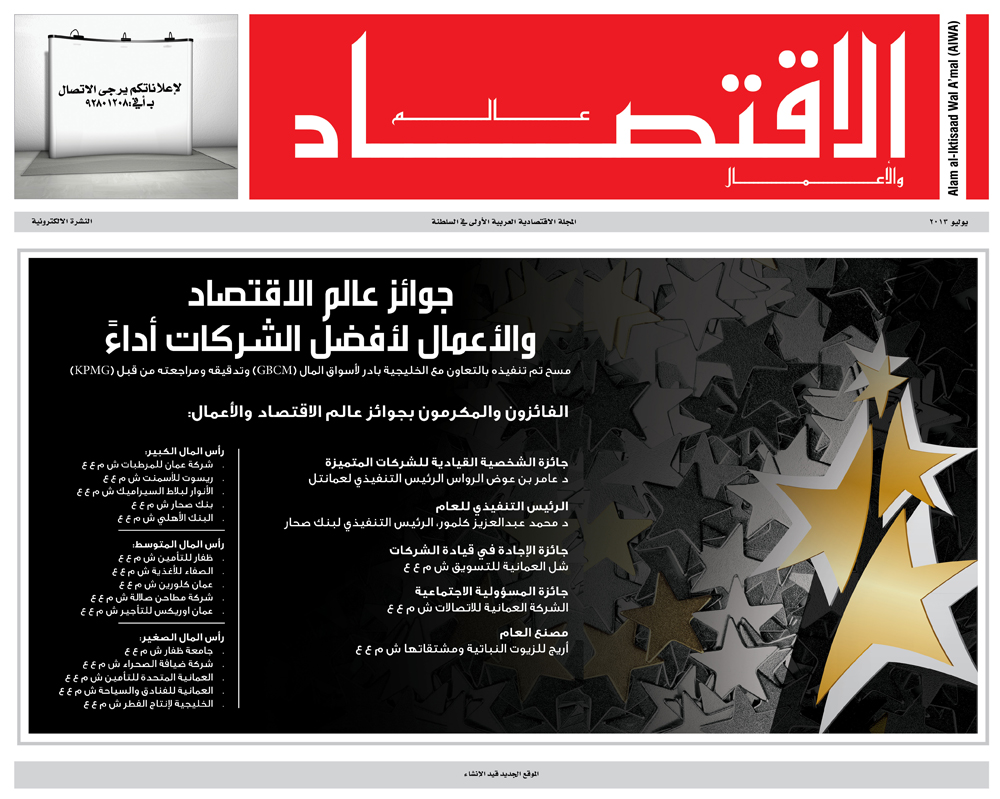 لإعلاناتكم يرجى الاتصال
بـ أيٍّ: ٩٢٨٠١٢٠٨
عالم
الاقتصاد
والأعمال
Alam al-Iktisaad Wal A'mal (AIWA)
يوليو ٢٠١٣
المجلة الاقتصادية العربية الأولى في السلطنة
النشرة الالكترونية
جوائز عالم الاقتصاد
والأعمال لأفضل الشركات أداءً
مسح تم تنفيذه بالتعاون مع الخليجية بادر لأسواق المال (GBCM) وتدقيقه ومراجعته من قبل (KPMG)
الفائزون والمكرمون بجوائز عالم الاقتصاد والأعمال:
جائزة الشخصية القيادية للشركات المتميزة
د عامر بن عوض الرواس الرئيس التنفيذي لعمانتل
الرئيس التنفيذي للعام
د محمد عبدالعزيز كلمور، الرئيس التنفيذي لبنك صحار
جائزة الإجادة في قيادة الشركات
شل العمانية للتسويق ش م ع ع
جائزة المسؤولية الاجتماعية
الشركة العمانية للاتصالات ش م ع ع
مصنع العام
أريج للزيوت النباتية ومشتقاتها ش م ع ع
رأس المال الكبير:
. شركة عمان للمرطبات ش م ع ع
. ريسوت للأسمنت ش م ع ع
. الأنوار لبلاط السيراميك ش م ع ع
. بنك صحار ش م ع ع
. البنك الأهلي ش م ع ع
رأس المال المتوسط:
. ظفار للتأمين ش م ع ع
. الصفاء للأغذية ش م ع ع
. عمان كلورين ش م ع ع
. شركة مطاحن صلالة ش م ع ع
. عمان اوريكس للتأجير ش م ع ع
رأس المال الصغير:
. جامعة ظفار ش م ع ع
. شركة ضيافة الصحراء ش م ع ع
. العمانية المتحدة للتأمين ش م ع ع
. العمانية للفنادق والسياحة ش م ع ع
. الخليجية لإنتاج الفطر ش م ع ع
الموقع الجديد قيد الانشاء